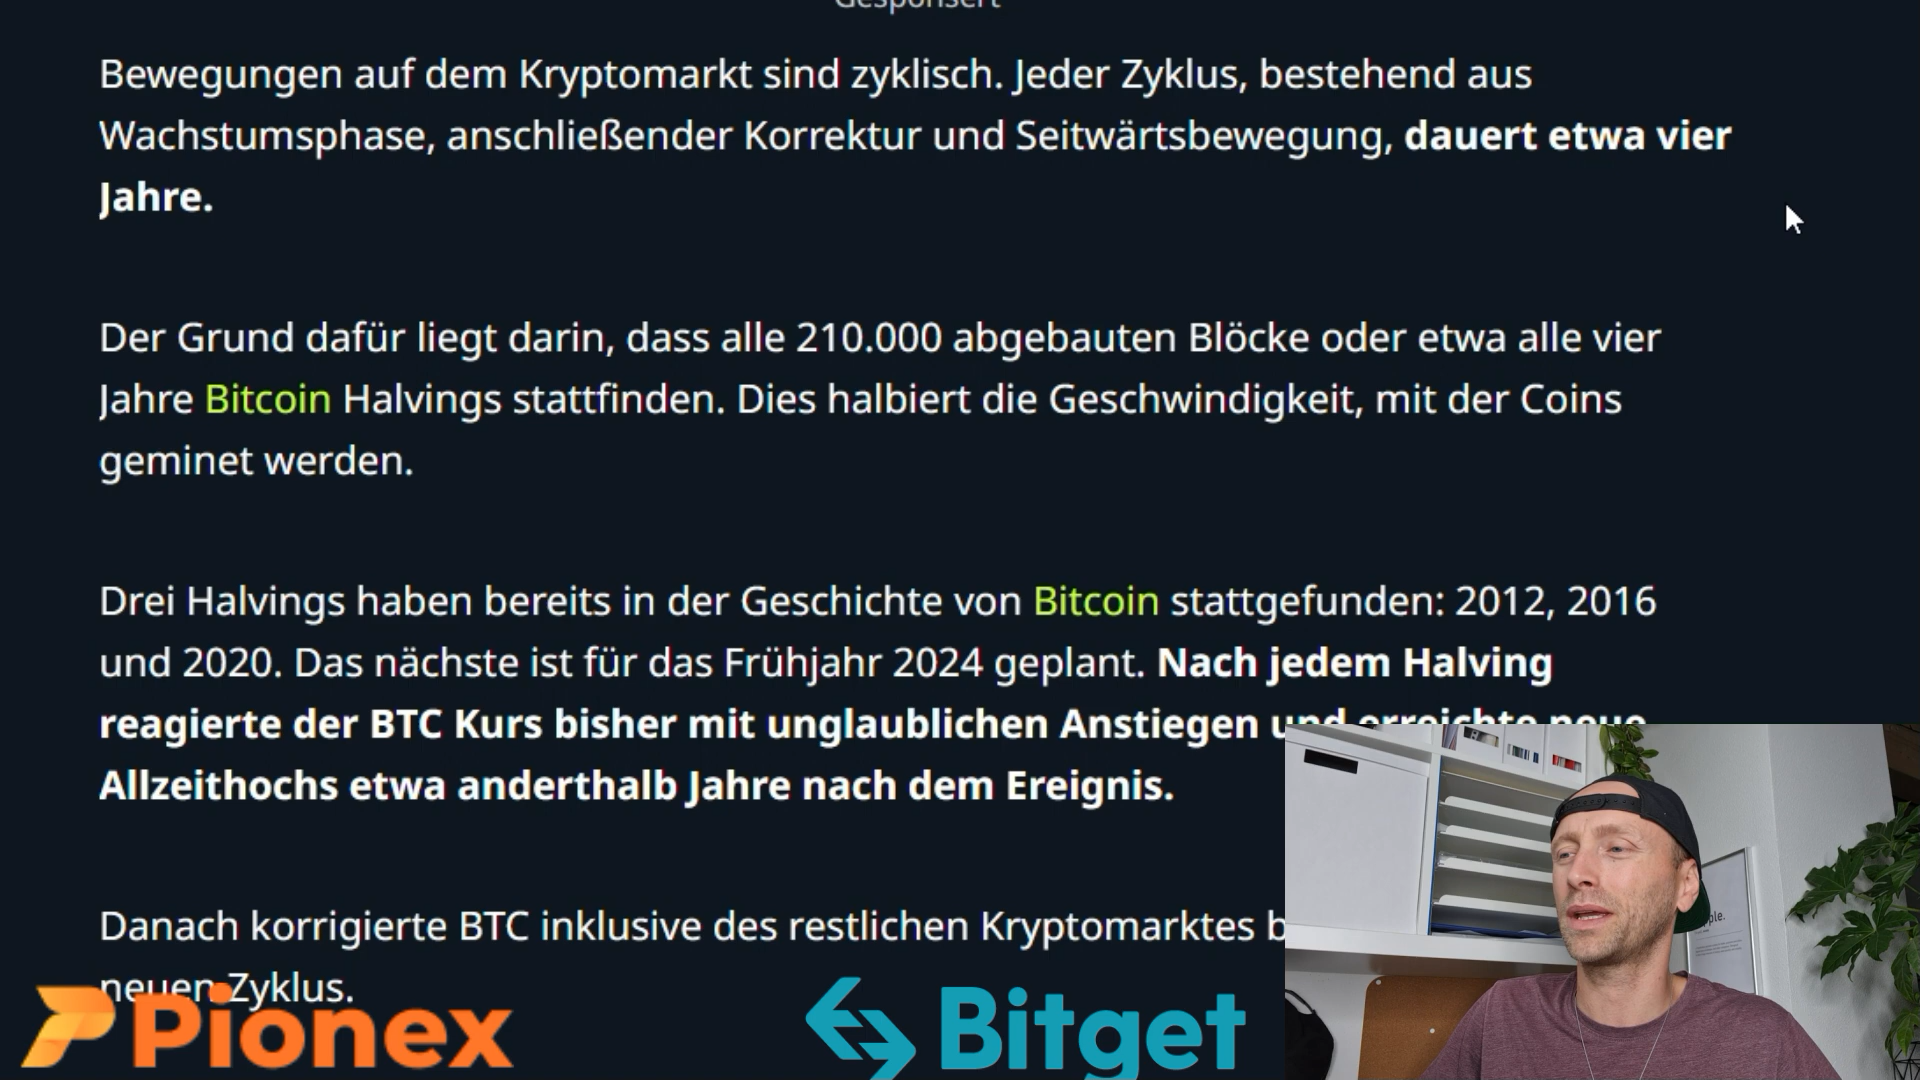 Gesponsert
Bewegungen auf dem Kryptomarkt sind zyklisch. Jeder Zyklus, bestehend aus
Wachstumsphase, anschließender Korrektur und Seitwärtsbewegung, dauert etwa vier
Jahre.
Der Grund dafür liegt darin, dass alle 210.000 abgebauten Blöcke oder etwa alle vier
Jahre Bitcoin Halvings stattfinden. Dies halbiert die Geschwindigkeit, mit der Coins
geminet werden.
Drei Halvings haben bereits in der Geschichte von Bitcoin stattgefunden: 2012, 2016
und 2020. Das nächste ist für das Frühjahr 2024 geplant. Nach jedem Halving
reagierte der BTC Kurs bisher mit unglaublichen Anstiegen und erreichte neue
Allzeithochs etwa anderthalb Jahre nach dem Ereignis.
Danach korrigierte BTC inklusive des restlichen Kryptomarktes
neuen Zyklus.
Pionex
Bitget